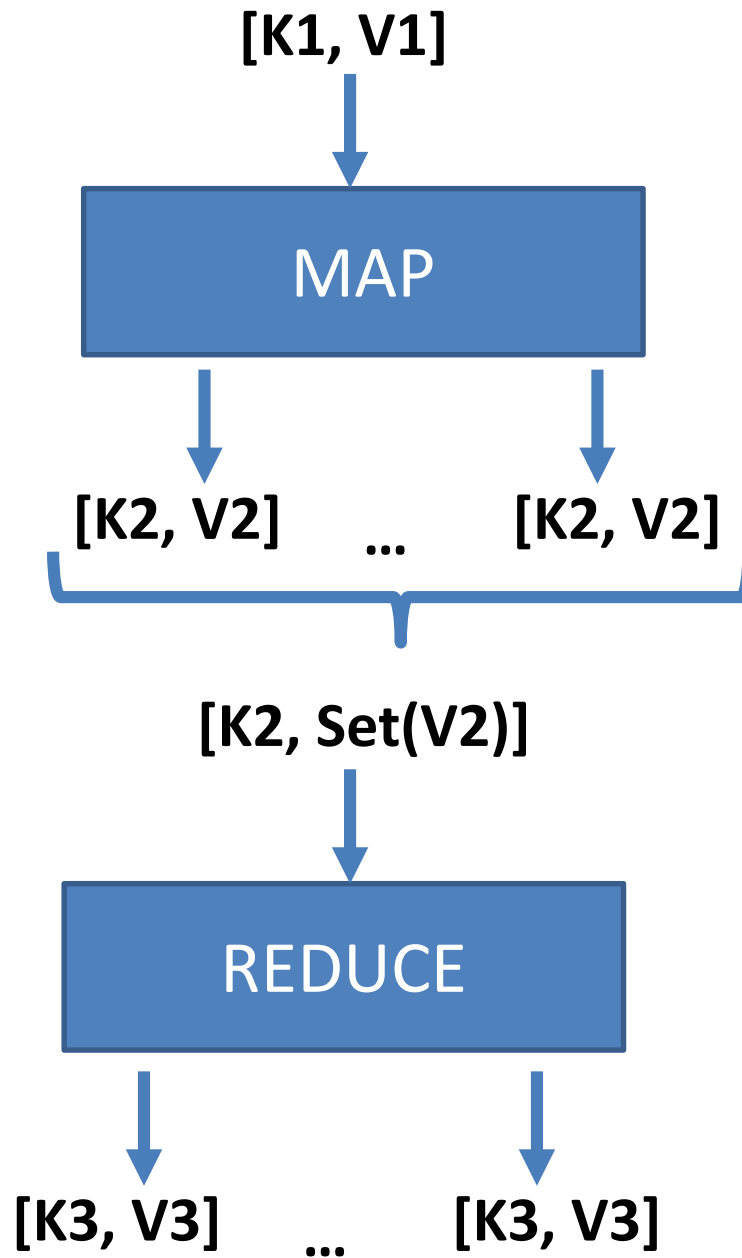 [K1, V1]
MAP
[K2, V2] ... [K2, V2]
[K2, Set(V2)]
REDUCE
[K3, V3] ... [K3, V3]